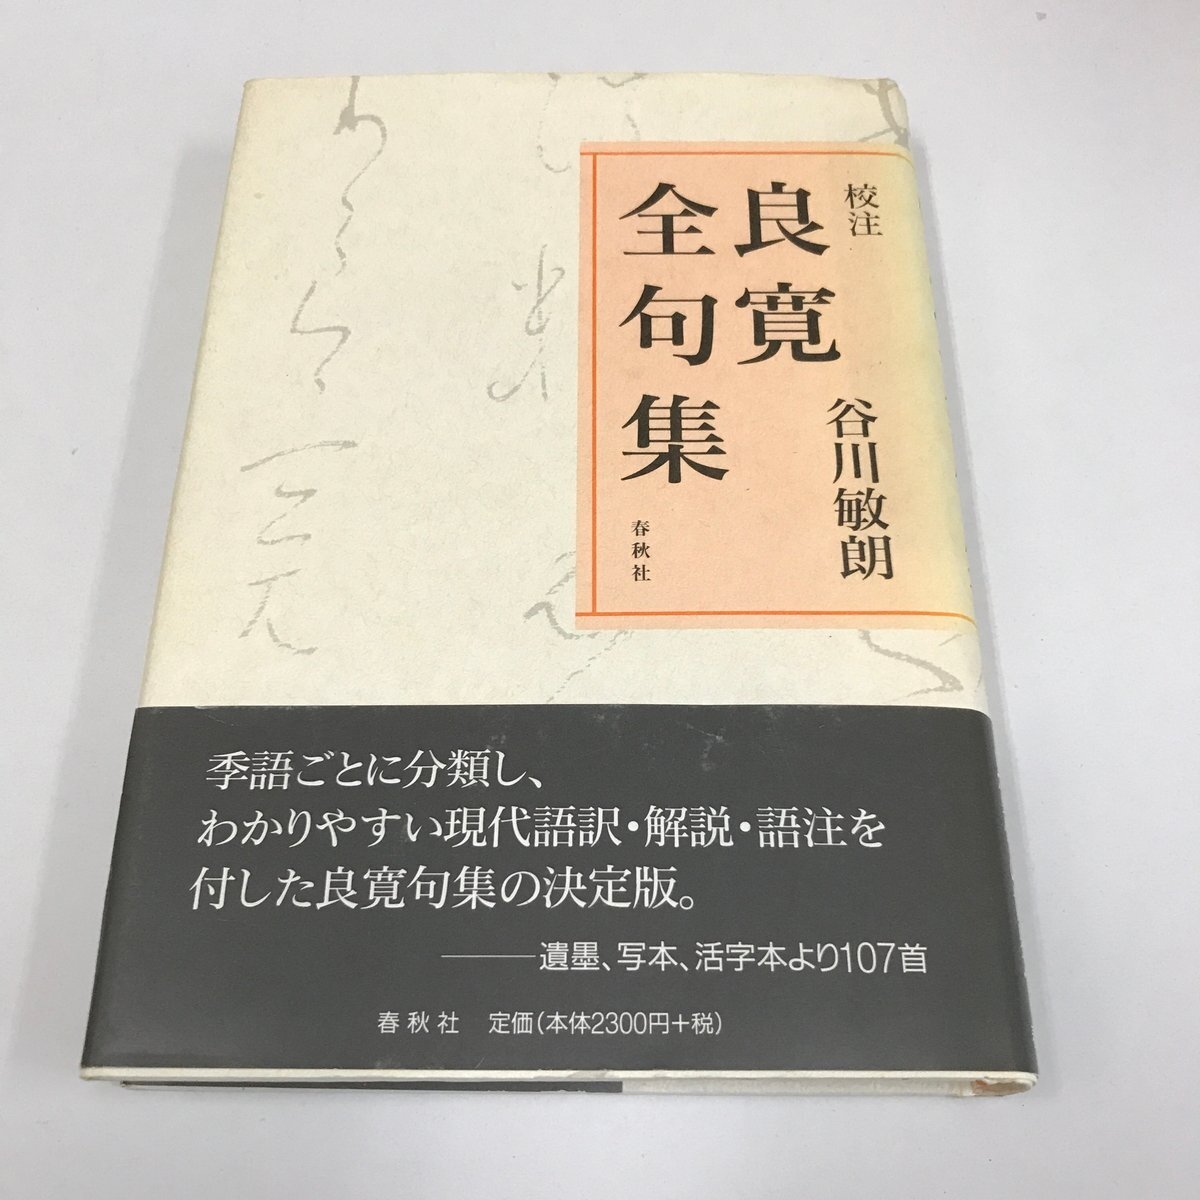 校注
良寛
全句集
谷川敏朗
春秋社
季語ごとに分類し、
わかりやすい現代語訳・解説・語注を
付した良寛句集の決定版。
――遺墨、写本、活字本より107首
春秋社 定価(本体2300円+税)